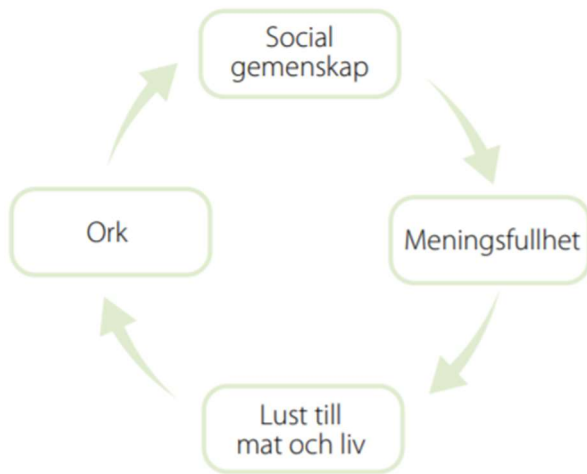 Social
gemenskap
Ork
Meningsfullhet
Lust till
mat och liv